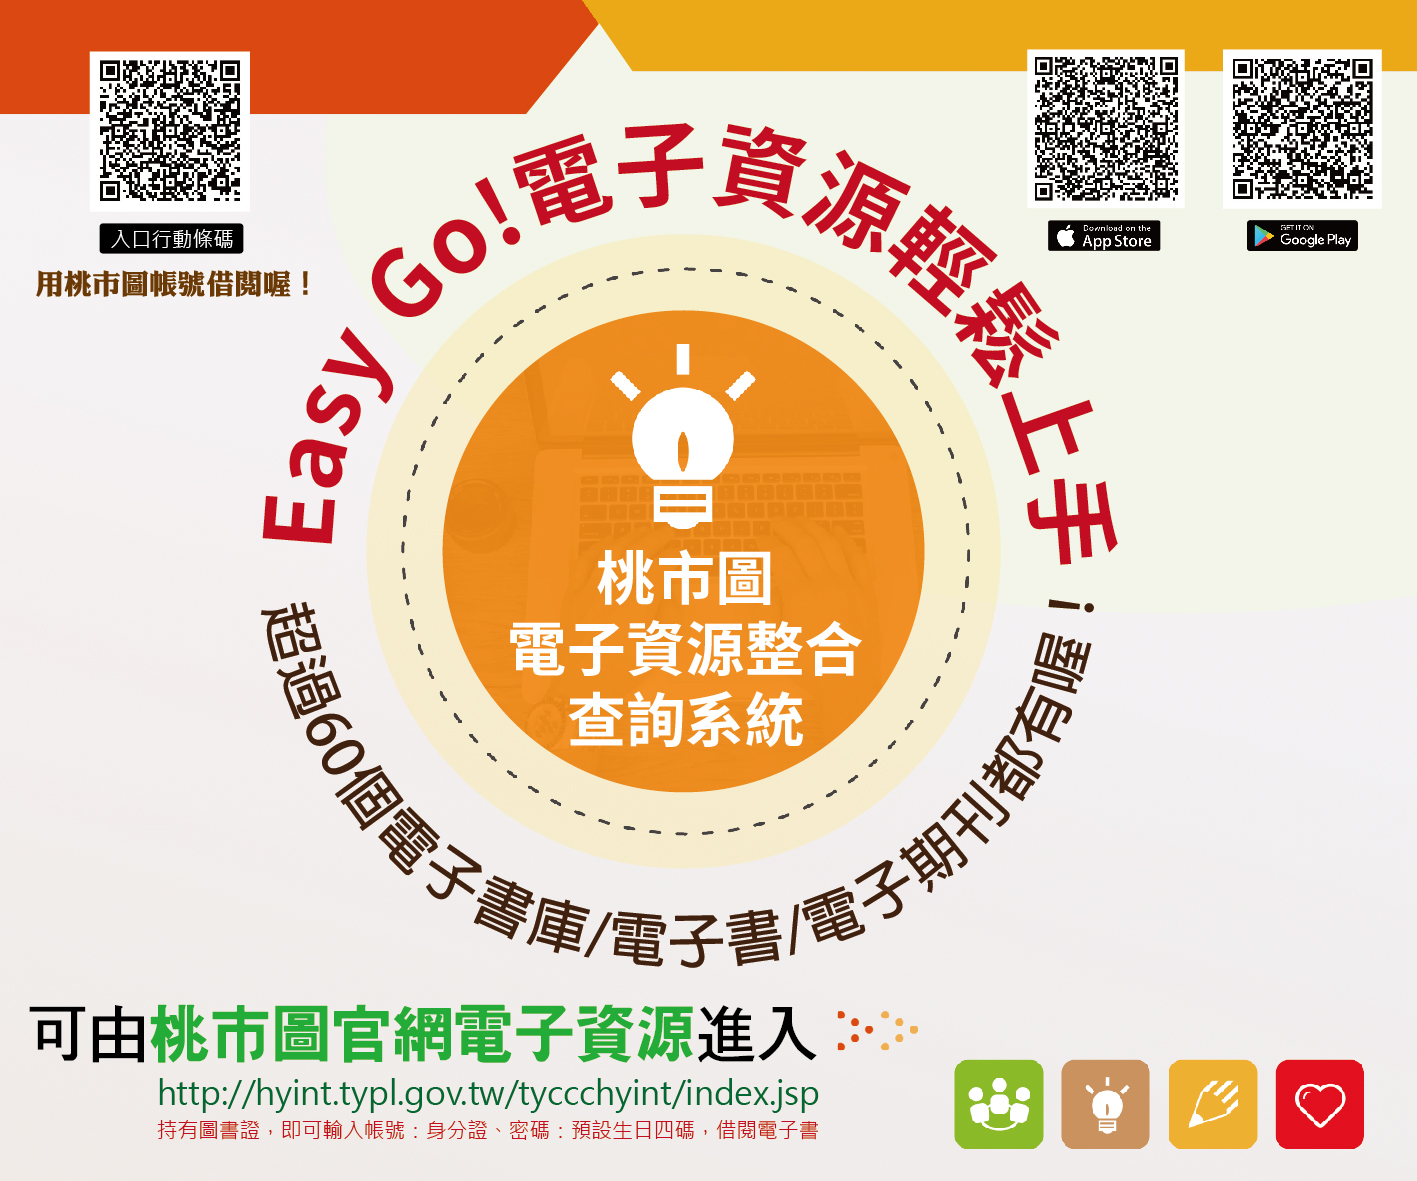 入口行動條碼
用桃市圖帳號借閱喔！
Download on the
App Store
GET IT ON
Google Play
Easy Go!電子資源輕鬆上手
桃市圖
電子資源整合
查詢系統
超過60個電子書庫/電子書/電子期刊都有喔！
可由桃市圖官網電子資源進入
http://hyint.typl.gov.tw/tyccchyint/index.jsp
持有圖書證，即可輸入帳號：身分證、密碼：預設生日四碼，借閱電子書